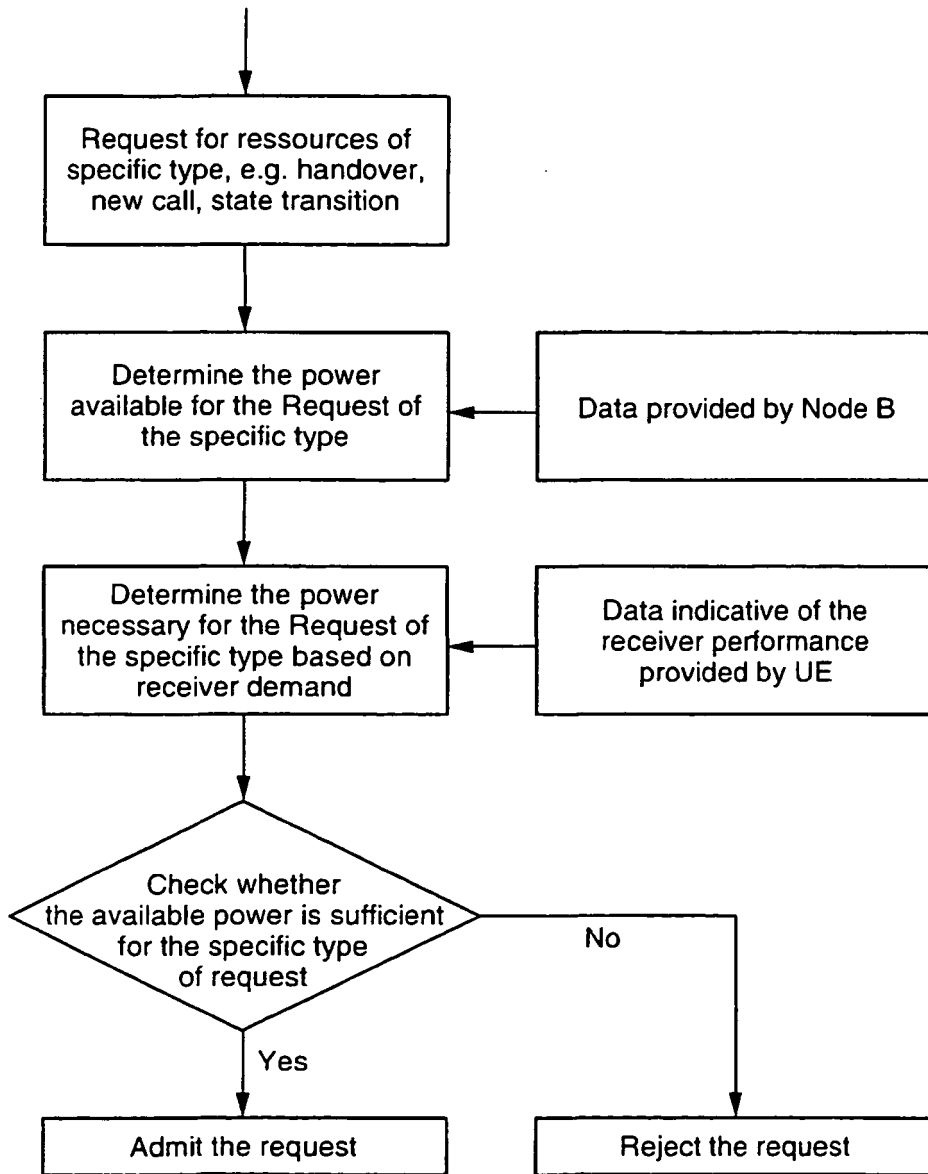 Request for ressources of
specific type, e.g. handover,
new call, state transition
Determine the power
available for the Request of
the specific type
Data provided by Node B
Determine the power
necessary for the Request of
the specific type based on
receiver demand
Data indicative of the
receiver performance
provided by UE
Check whether
the available power is sufficient
for the specific type
of request
No
Yes
Admit the request
Reject the request